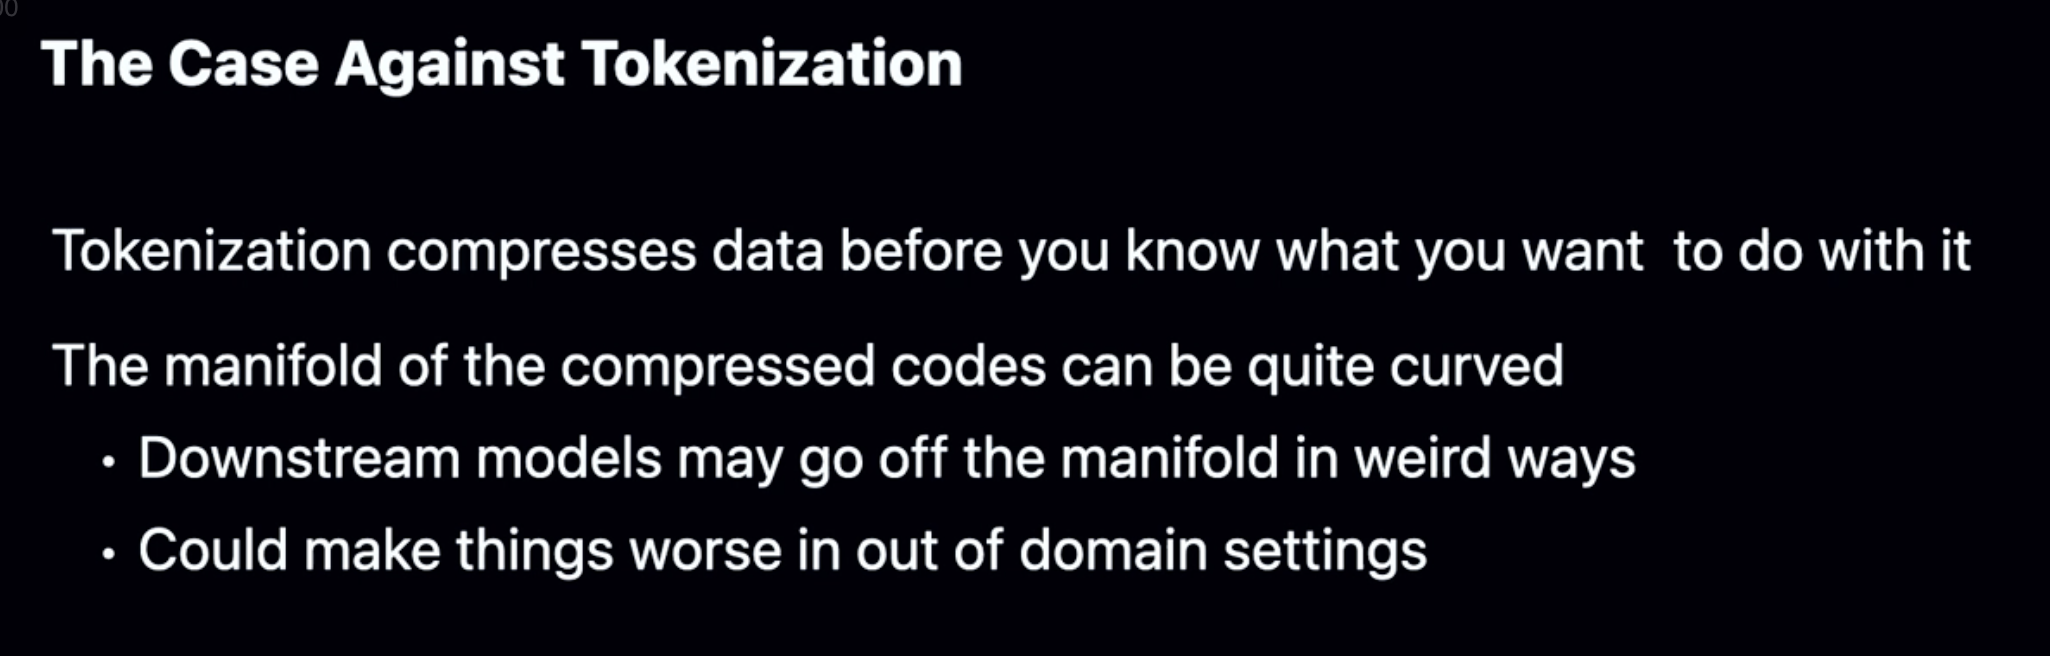 The Case Against Tokenization
Tokenization compresses data before you know what you want  to do with it
The manifold of the compressed codes can be quite curved
• Downstream models may go off the manifold in weird ways
• Could make things worse in out of domain settings